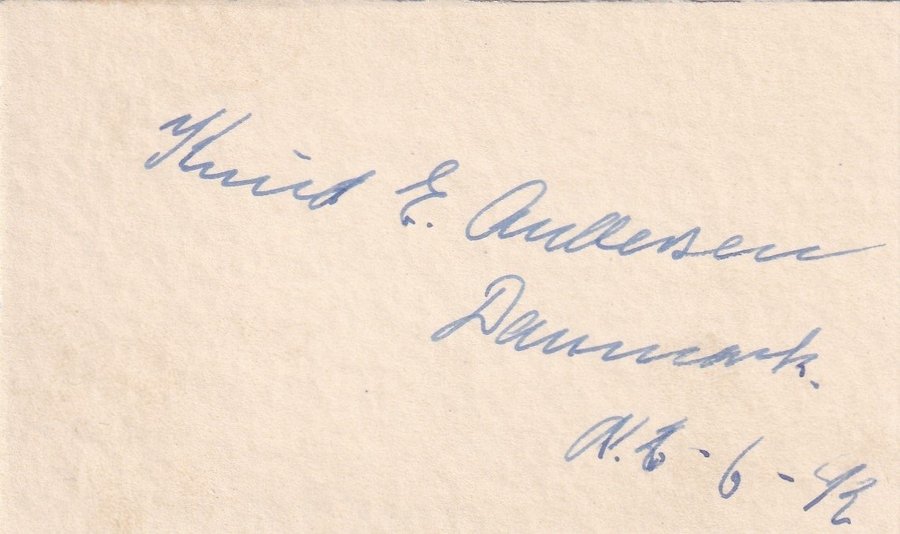 Knud E. Andersen
Danmark.